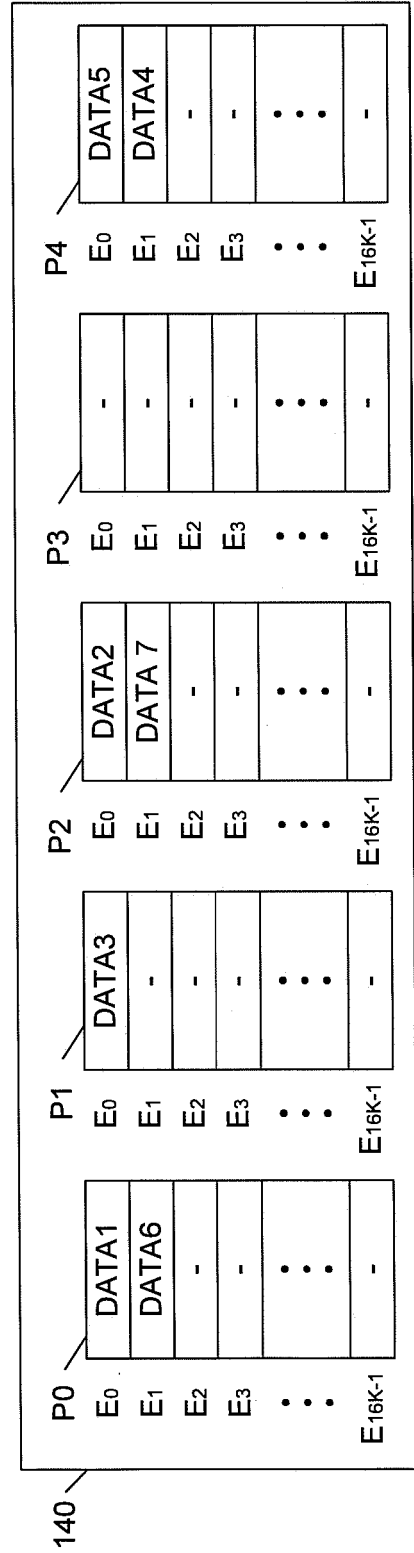 140
P0
E0 DATA1
E1 DATA6
E2 -
E3 -
• • • • • •
E16K-1 -
P1
E0 DATA3
E1 -
E2 -
E3 -
• • • • • •
E16K-1 -
P2
E0 DATA2
E1 DATA 7
E2 -
E3 -
• • • • • •
E16K-1 -
P3
E0 -
E1 -
E2 -
E3 -
• • • • • •
E16K-1 -
P4
E0 DATA5
E1 DATA4
E2 -
E3 -
• • • • • •
E16K-1 -